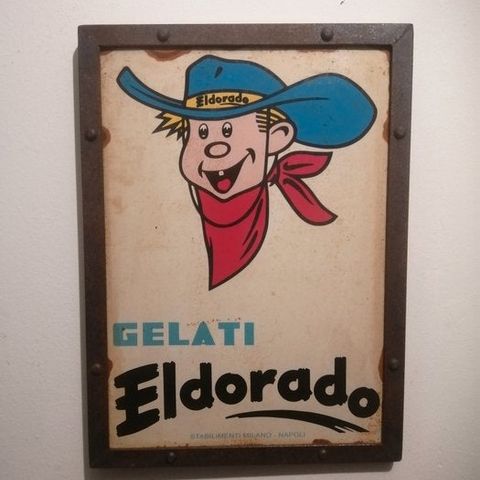 Eldorado
GELATI
Eldorado
STABILIMENTI MILANO - NAPOLI